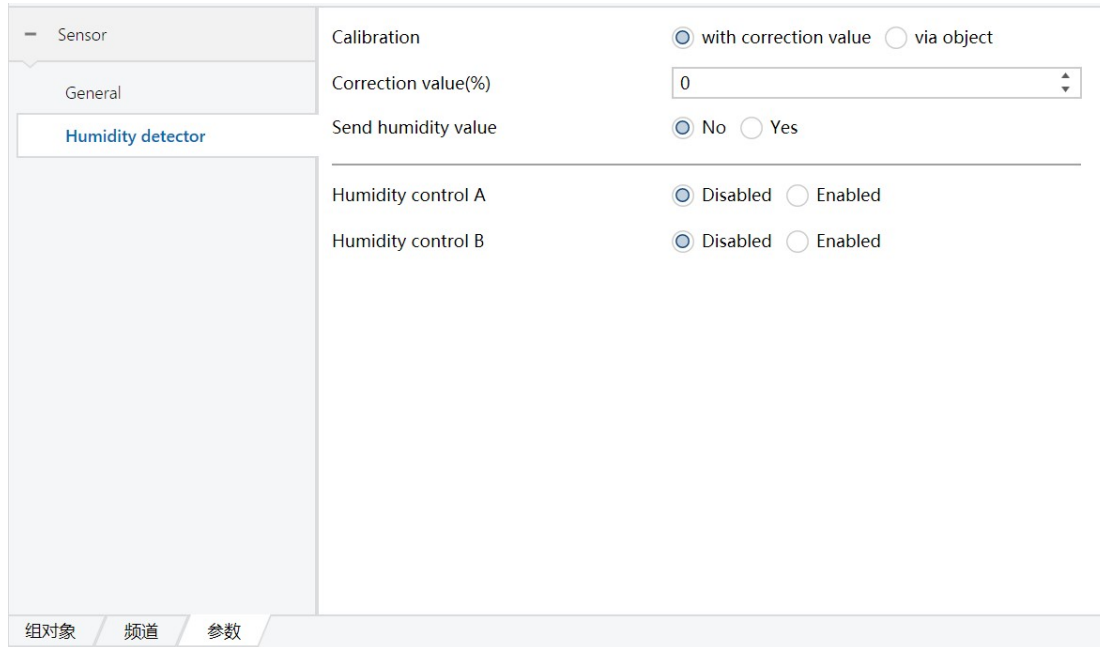 Sensor
General
Humidity detector
Calibration with correction value via object
Correction value(%) 0
Send humidity value No Yes
Humidity control A Disabled Enabled
Humidity control B Disabled Enabled
组对象 频道 参数